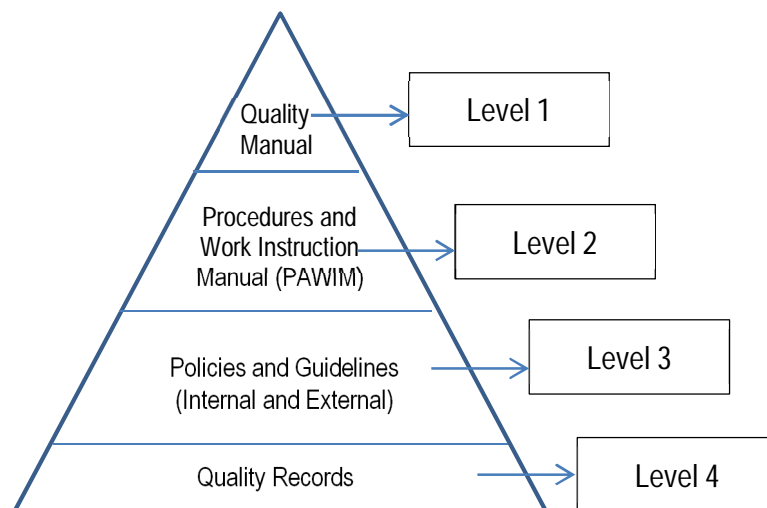 Quality
Manual
Level 1
Procedures and
Work Instruction
Manual (PAWIM)
Level 2
Policies and Guidelines
(Internal and External)
Level 3
Quality Records
Level 4